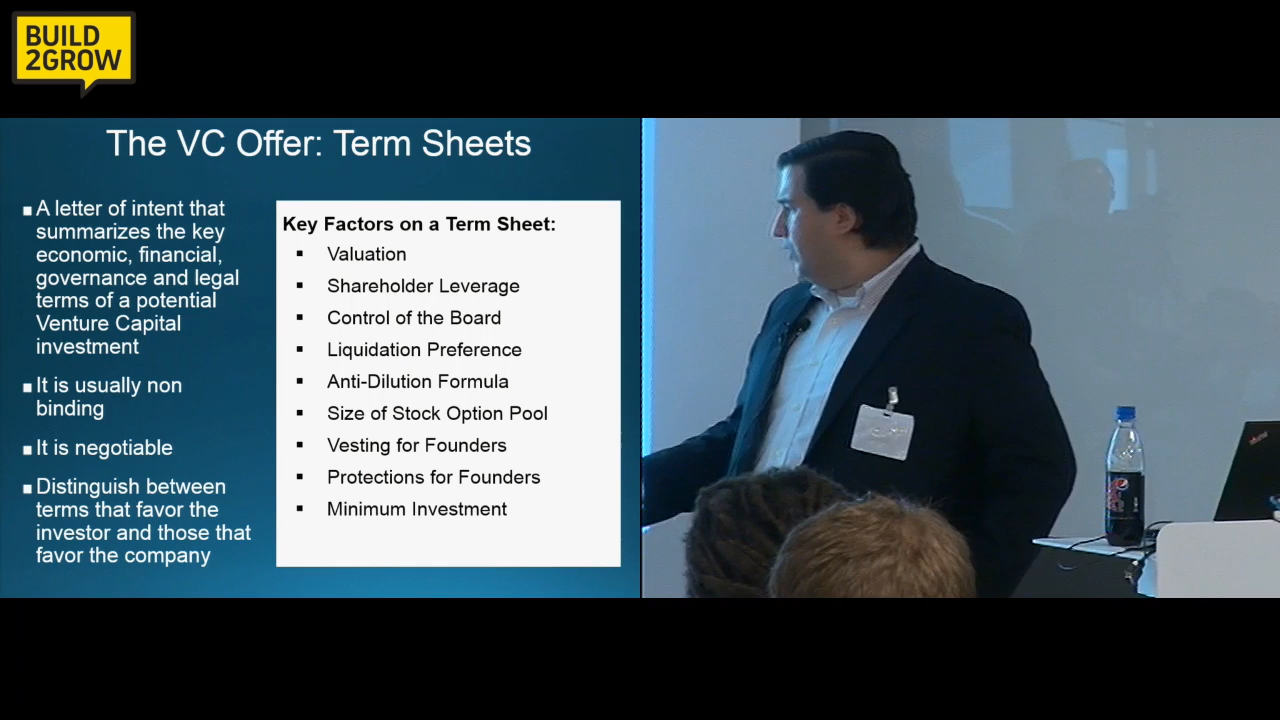 BUILD
2GROW
The VC Offer: Term Sheets
▪A letter of intent that
summarizes the key
economic, financial,
governance and legal
terms of a potential
Venture Capital
investment
▪It is usually non
binding
▪It is negotiable
▪Distinguish between
terms that favor the
investor and those that
favor the company
Key Factors on a Term Sheet:
▪ Valuation
▪ Shareholder Leverage
▪ Control of the Board
▪ Liquidation Preference
▪ Anti-Dilution Formula
▪ Size of Stock Option Pool
▪ Vesting for Founders
▪ Protections for Founders
▪ Minimum Investment